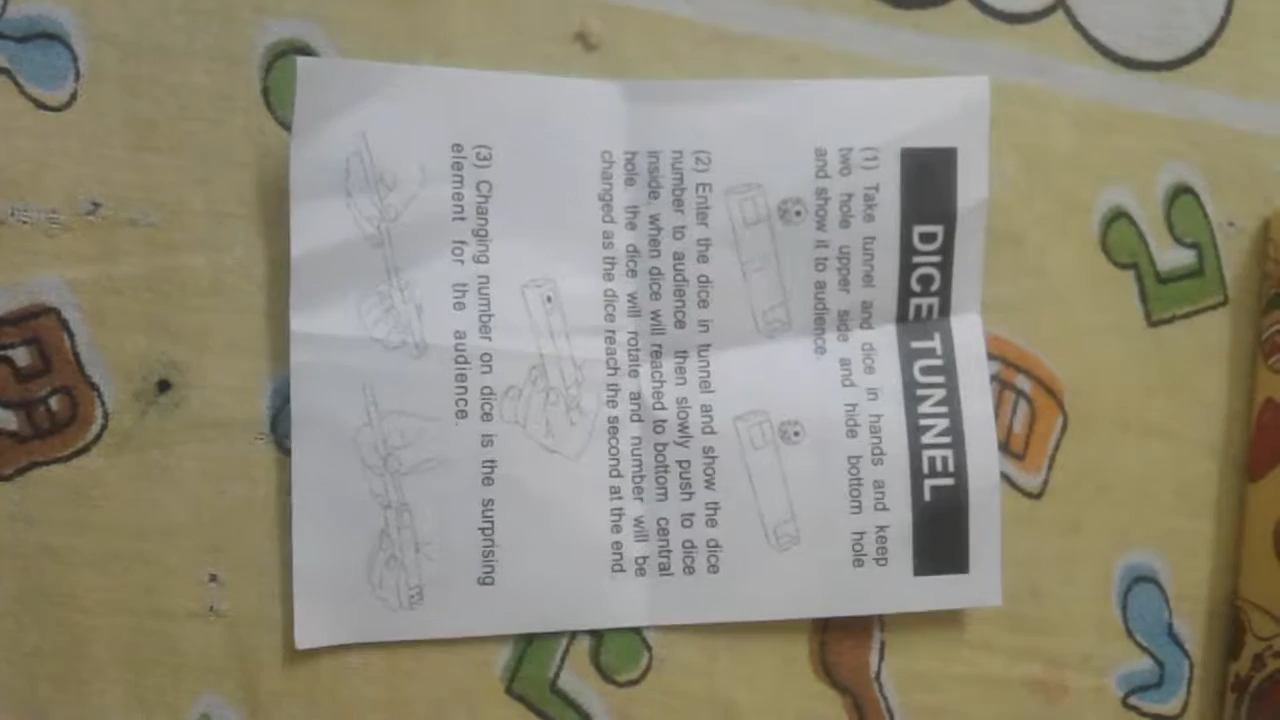 DICE TUNNEL
(1) Take tunnel and dice in hands and keep
two hole upper side and hide bottom hole
and show it to audience.
(2) Enter the dice in tunnel and show the dice
number to audience then slowly push to dice
inside, when dice will reached to bottom central
hole, the dice will rotate and number will be
changed as the dice reach the second at the end.
(3) Changing number on dice is the surprising
element for the audience.